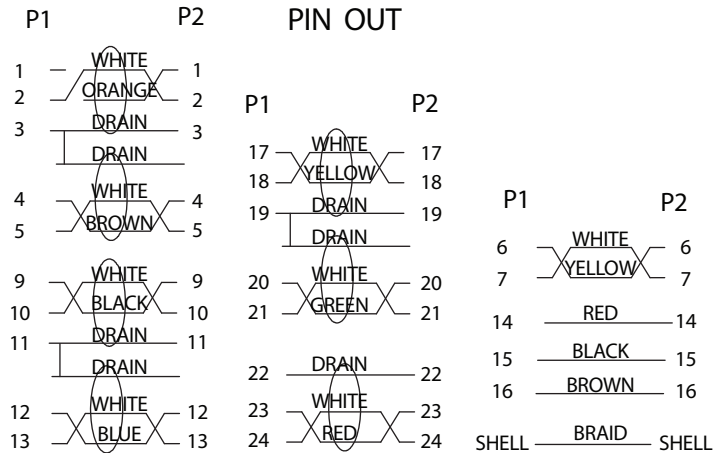 PIN OUT
P1 P2
1 WHITE 1
2 ORANGE 2
3 DRAIN 3
DRAIN
4 WHITE 4
5 BROWN 5
9 WHITE 9
10 BLACK 10
11 DRAIN 11
DRAIN
12 WHITE 12
13 BLUE 13
P1 P2
17 WHITE 17
18 YELLOW 18
19 DRAIN 19
DRAIN
20 WHITE 20
21 GREEN 21
22 DRAIN 22
23 WHITE 23
24 RED 24
P1 P2
6 WHITE 6
7 YELLOW 7
14 RED 14
15 BLACK 15
16 BROWN 16
SHELL BRAID SHELL